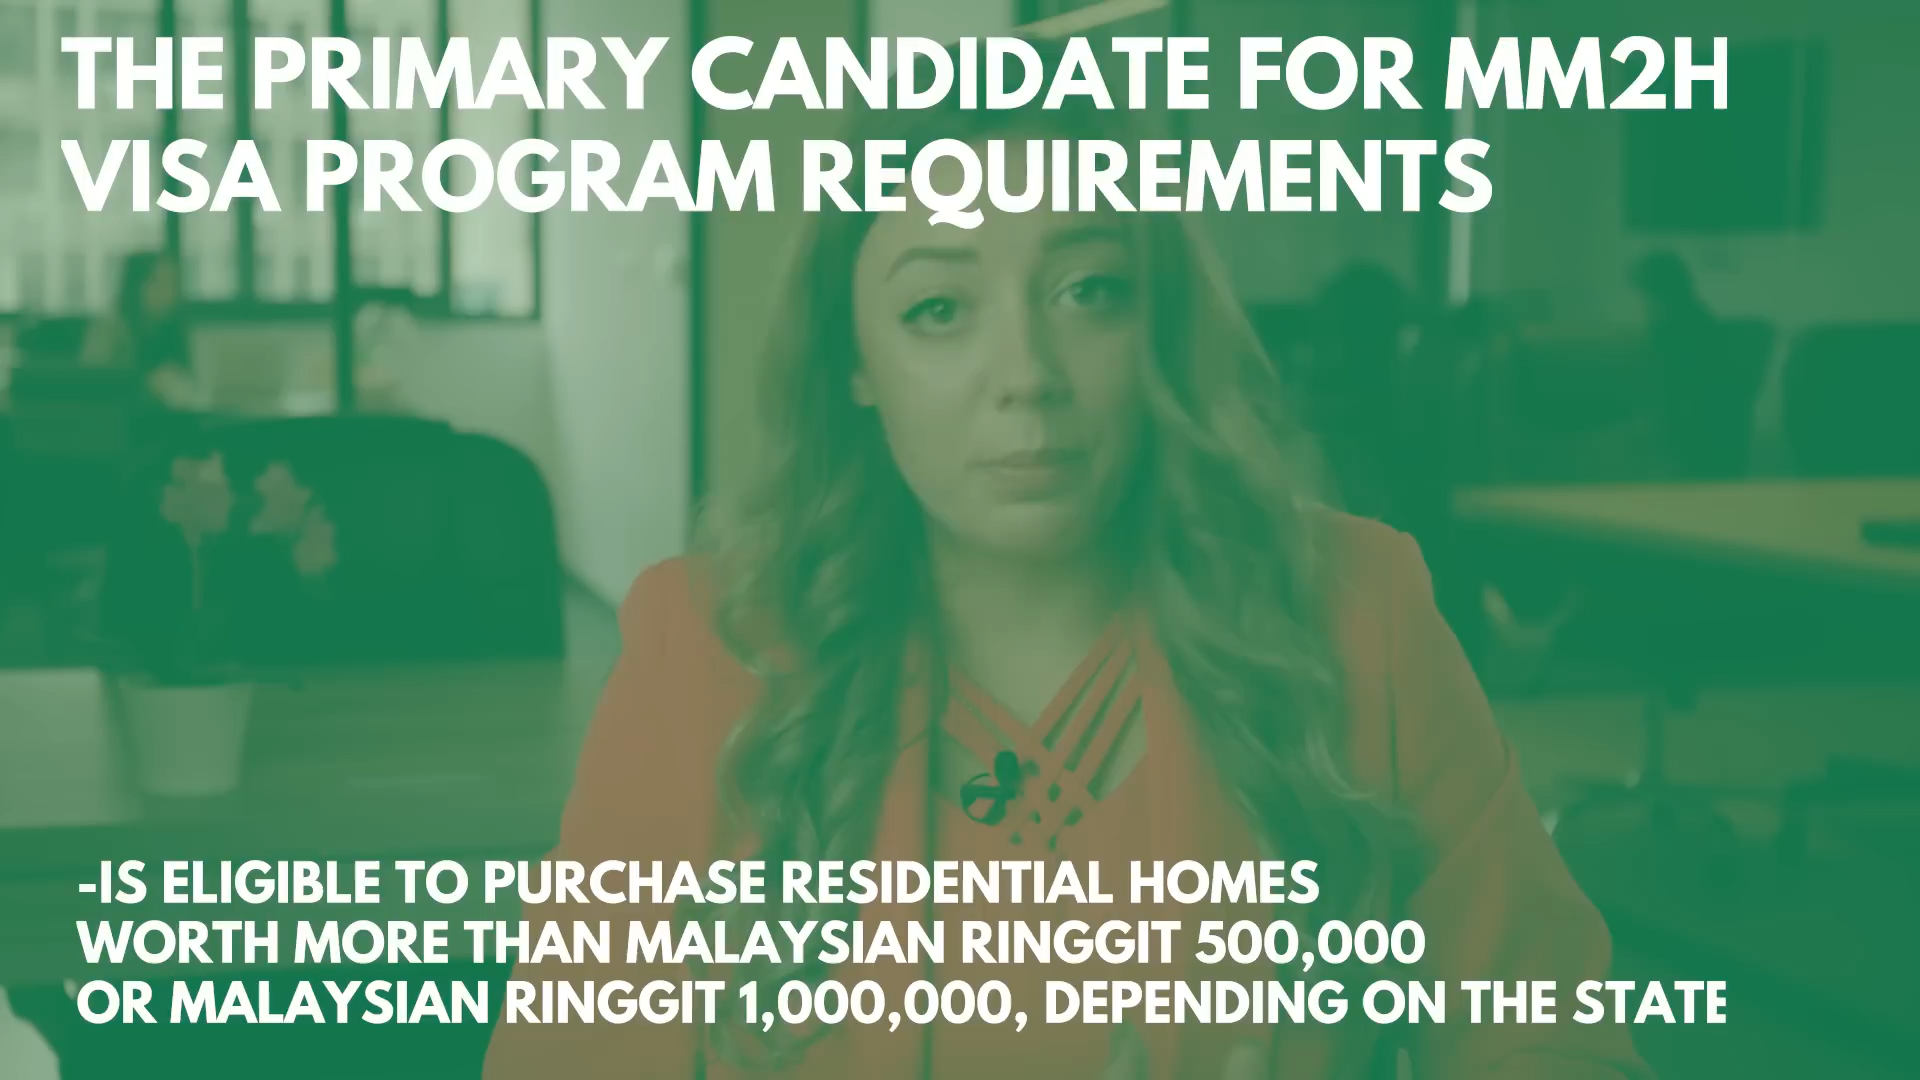 THE PRIMARY CANDIDATE FOR MM2H
VISA PROGRAM REQUIREMENTS
-IS ELIGIBLE TO PURCHASE RESIDENTIAL HOMES
WORTH MORE THAN MALAYSIAN RINGGIT 500,000
OR MALAYSIAN RINGGIT 1,000,000, DEPENDING ON THE STATE